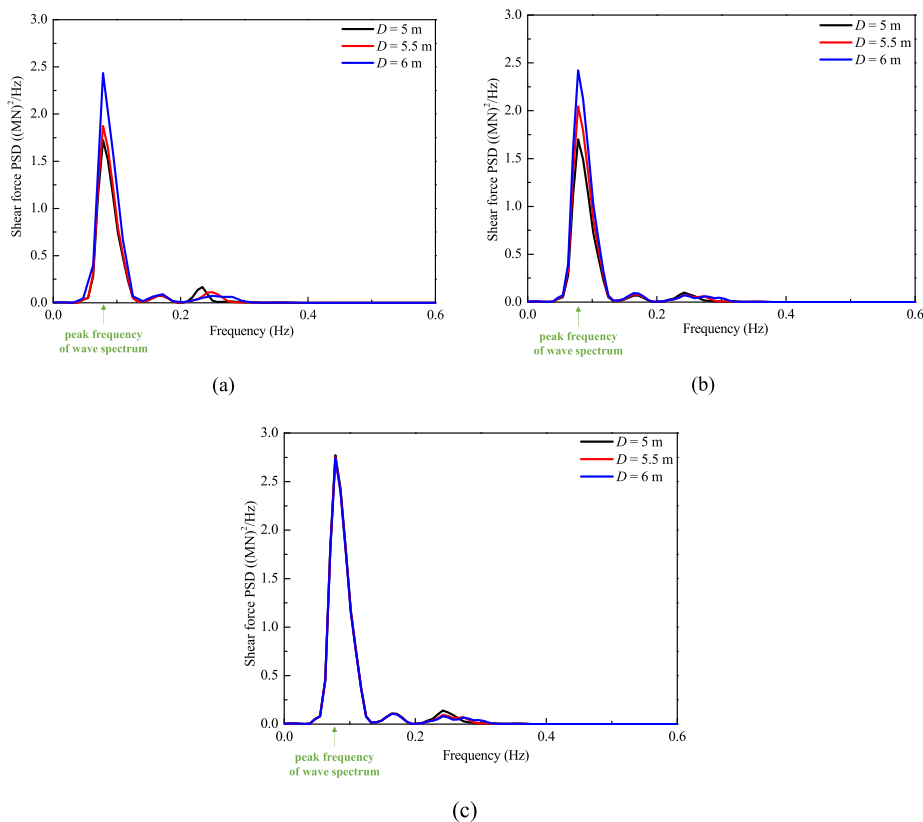 3.0
2.5
2.0
1.5
1.0
0.5
0.0
Shear force PSD ((MN)²/Hz)
D = 5 m
D = 5.5 m
D = 6 m
0.0 0.2 0.4 0.6
Frequency (Hz)
peak frequency
of wave spectrum
(a)
3.0
2.5
2.0
1.5
1.0
0.5
0.0
Shear force PSD ((MN)²/Hz)
D = 5 m
D = 5.5 m
D = 6 m
0.0 0.2 0.4 0.6
Frequency (Hz)
peak frequency
of wave spectrum
(b)
3.0
2.5
2.0
1.5
1.0
0.5
0.0
Shear force PSD ((MN)²/Hz)
D = 5 m
D = 5.5 m
D = 6 m
0.0 0.2 0.4 0.6
Frequency (Hz)
peak frequency
of wave spectrum
(c)